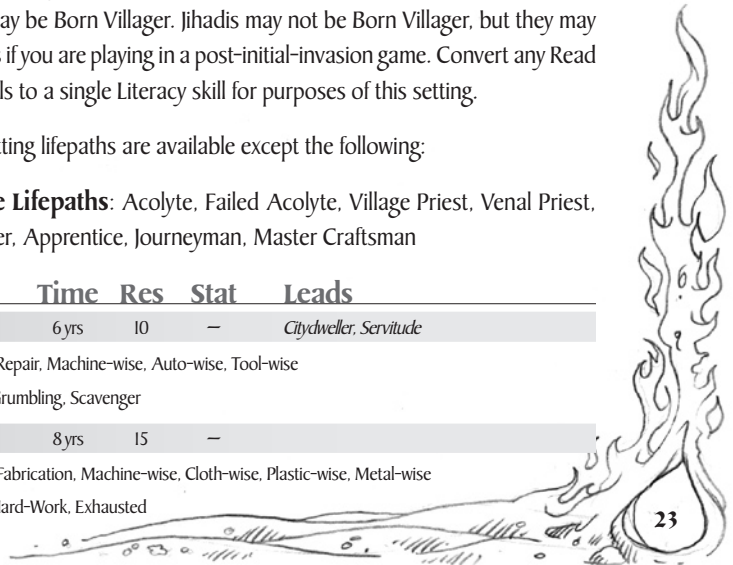 ay be Born Villager. Jihadis may not be Born Villager, but they may
s if you are playing in a post-initial-invasion game. Convert any Read
ls to a single Literacy skill for purposes of this setting.
tting lifepaths are available except the following:
e Lifepaths: Acolyte, Failed Acolyte, Village Priest, Venal Priest,
er, Apprentice, Journeyman, Master Craftsman
Time Res Stat Leads
6 yrs 10 — Citydweller, Servitude
Repair, Machine-wise, Auto-wise, Tool-wise
Grumbling, Scavenger
8 yrs 15 —
Fabrication, Machine-wise, Cloth-wise, Plastic-wise, Metal-wise
Hard-Work, Exhausted
23